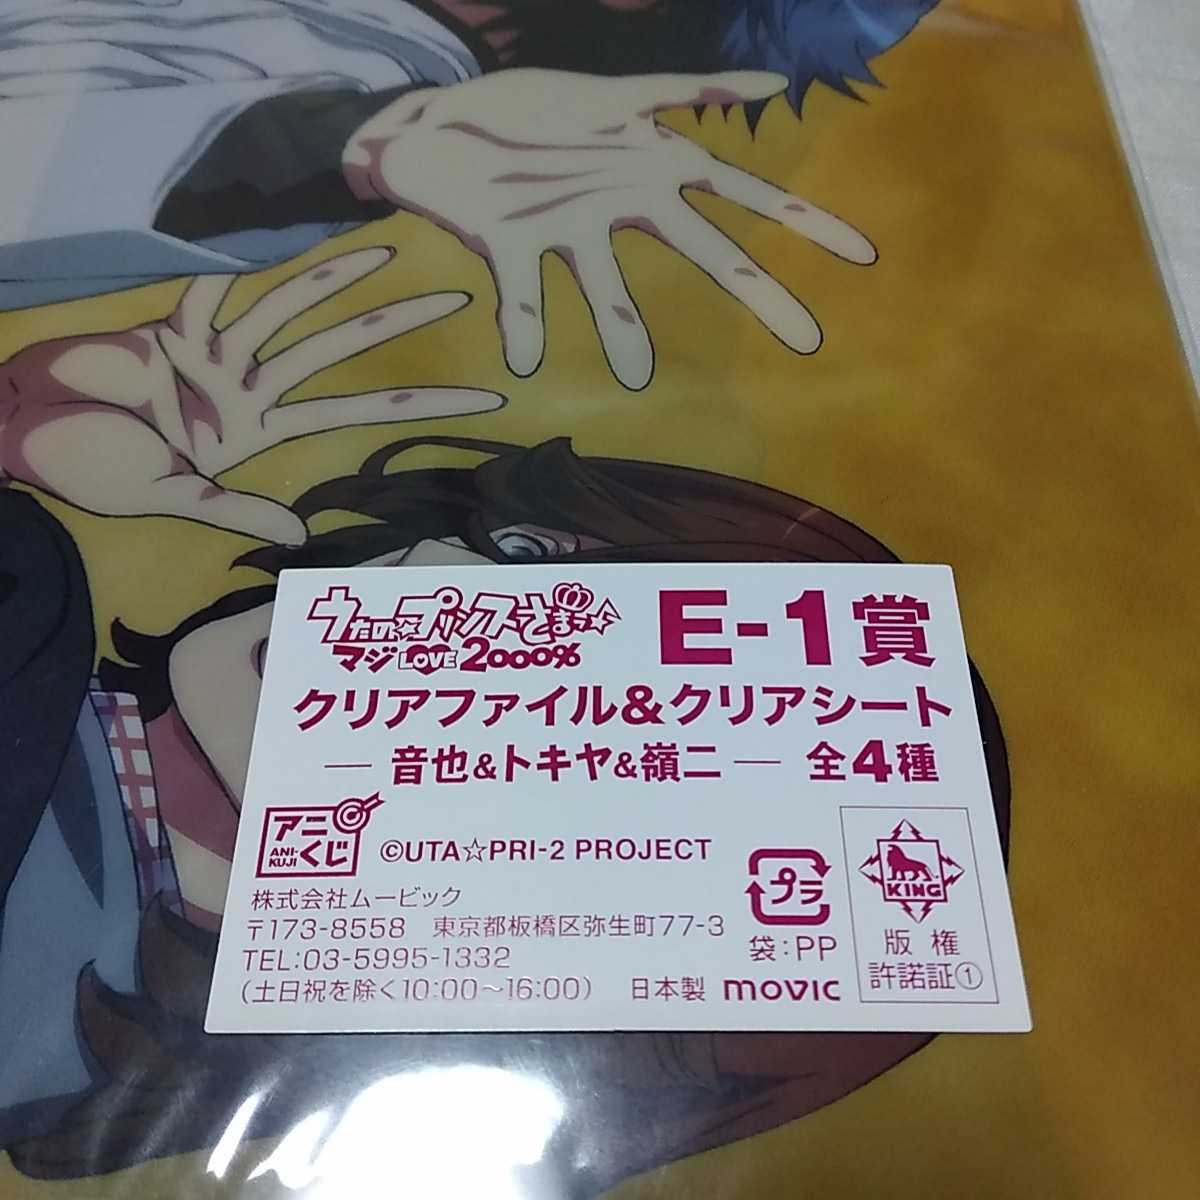 うたの☆プリンスさまっ♪
マジLOVE2000%
E-1賞
クリアファイル&クリアシート
― 音也&トキヤ&嶺二 ― 全4種
アニくじ
ANI-KUJI
©UTA☆PRI-2 PROJECT
株式会社ムービック
〒173-8558 東京都板橋区弥生町77-3
TEL:03-5995-1332
(土日祝を除く10:00~16:00)
日本製 movic
プラ
袋:PP
KING
版権
許諾証①